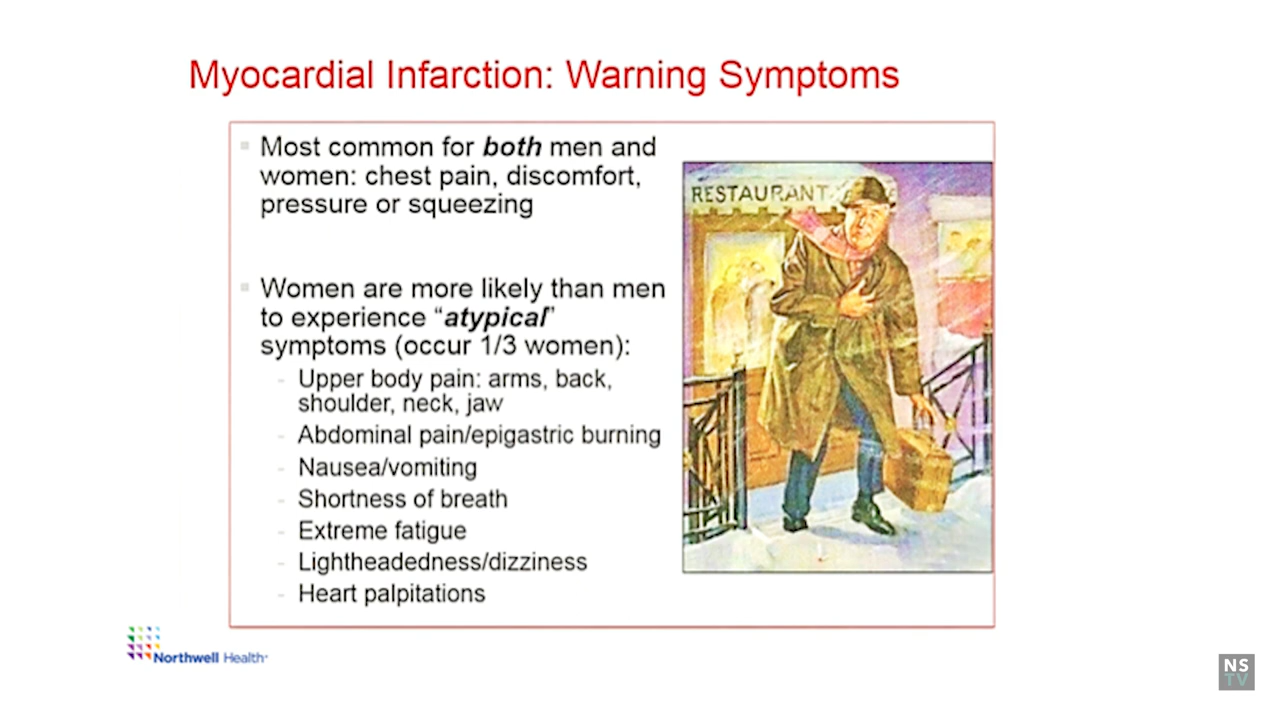 Myocardial Infarction: Warning Symptoms
Most common for both men and
women: chest pain, discomfort,
pressure or squeezing
Women are more likely than men
to experience “atypical”
symptoms (occur 1/3 women):
- Upper body pain: arms, back,
shoulder, neck, jaw
- Abdominal pain/epigastric burning
- Nausea/vomiting
- Shortness of breath
- Extreme fatigue
- Lightheadedness/dizziness
- Heart palpitations
RESTAURANT
Northwell Health
NS
TV